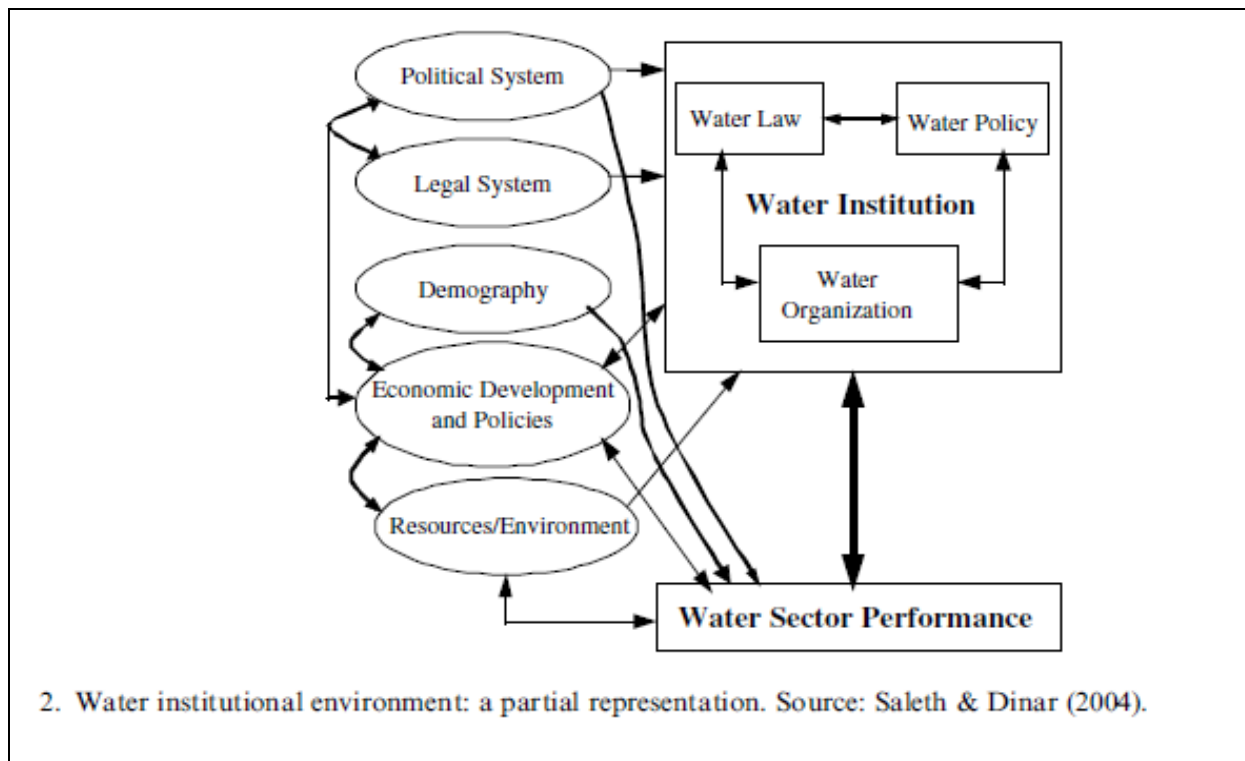 Political System
Legal System
Demography
Economic Development
and Policies
Resources/Environment
Water Law
Water Policy
Water Institution
Water
Organization
Water Sector Performance
2. Water institutional environment: a partial representation. Source: Saleth & Dinar (2004).